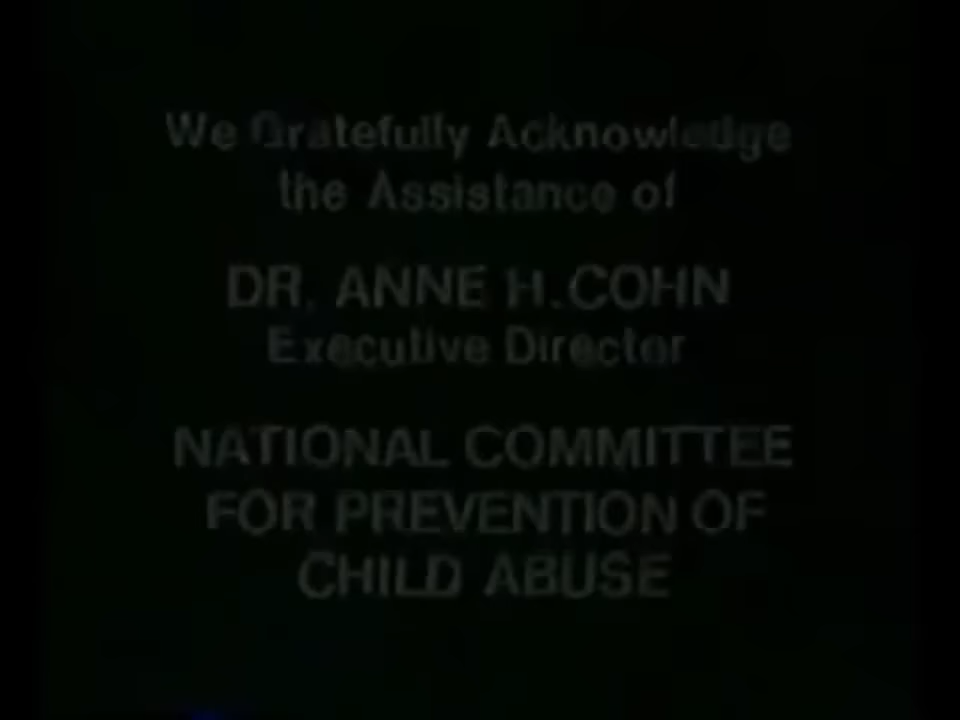 We Gratefully Acknowledge
the Assistance of
DR. ANNE H. COHN
Executive Director
NATIONAL COMMITTEE
FOR PREVENTION OF
CHILD ABUSE